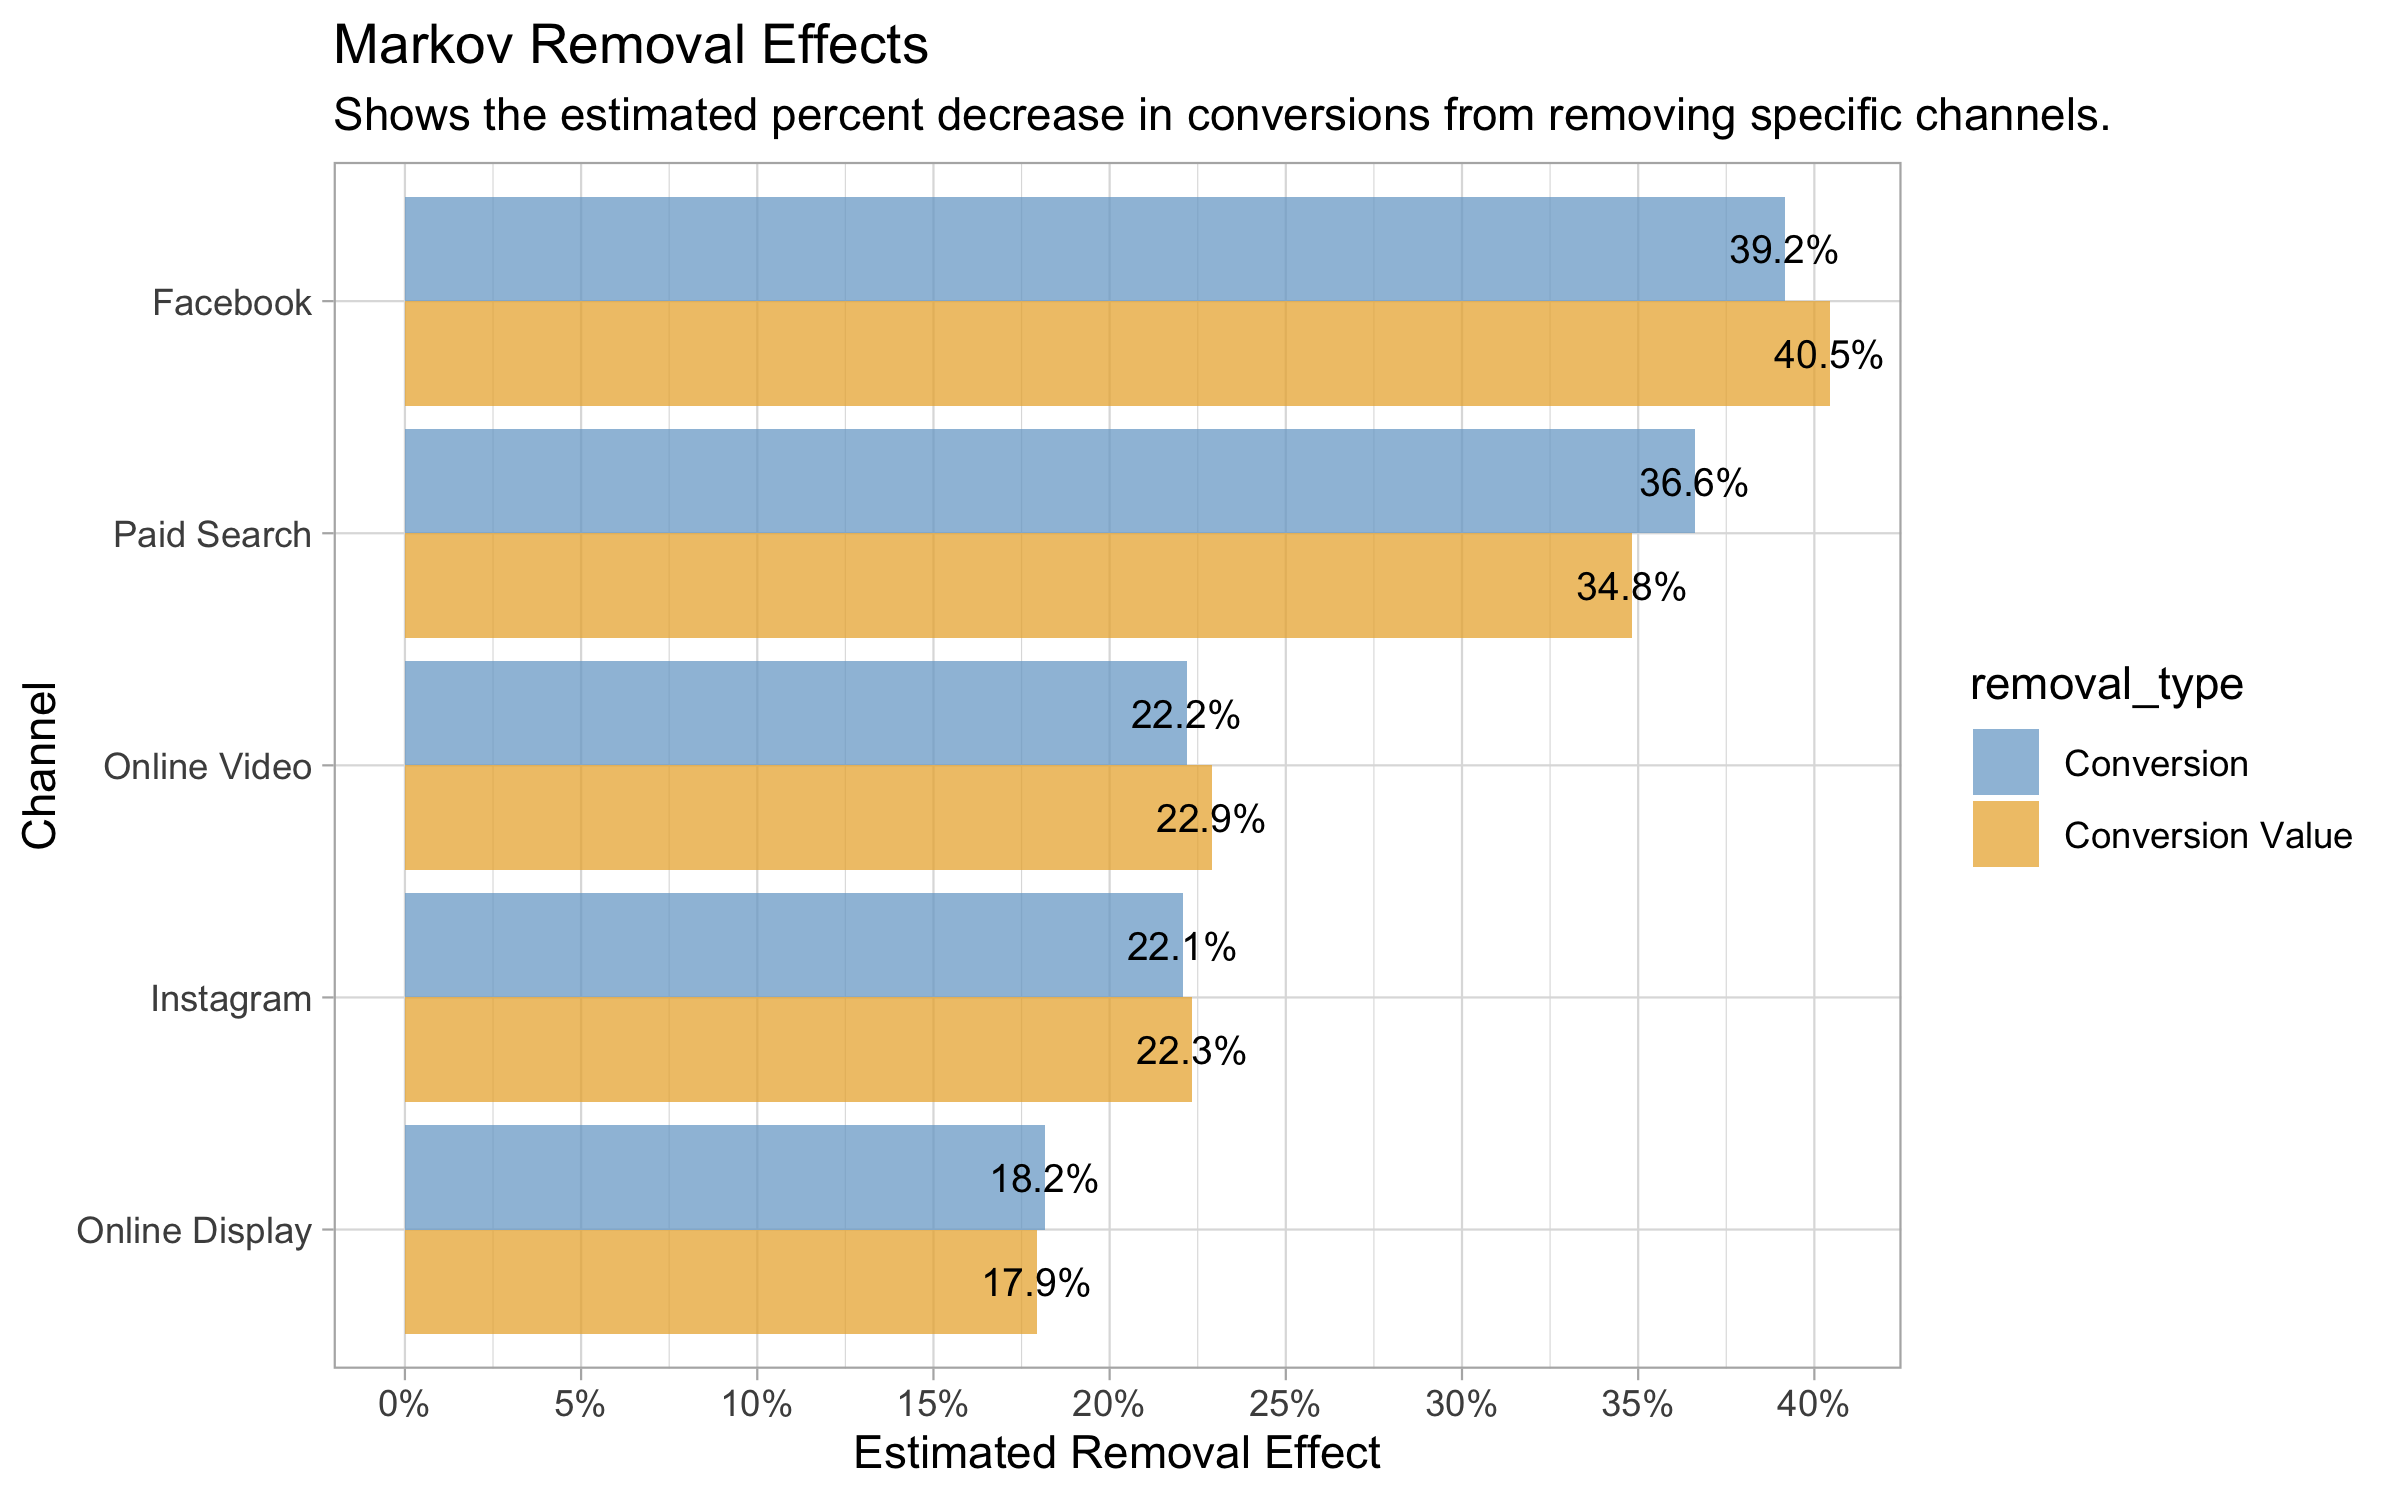 Markov Removal Effects
Shows the estimated percent decrease in conversions from removing specific channels.
Channel
Facebook
39.2%
40.5%
Paid Search
36.6%
34.8%
Online Video
22.2%
22.9%
Instagram
22.1%
22.3%
Online Display
18.2%
17.9%
0% 5% 10% 15% 20% 25% 30% 35% 40%
Estimated Removal Effect
removal_type
Conversion
Conversion Value